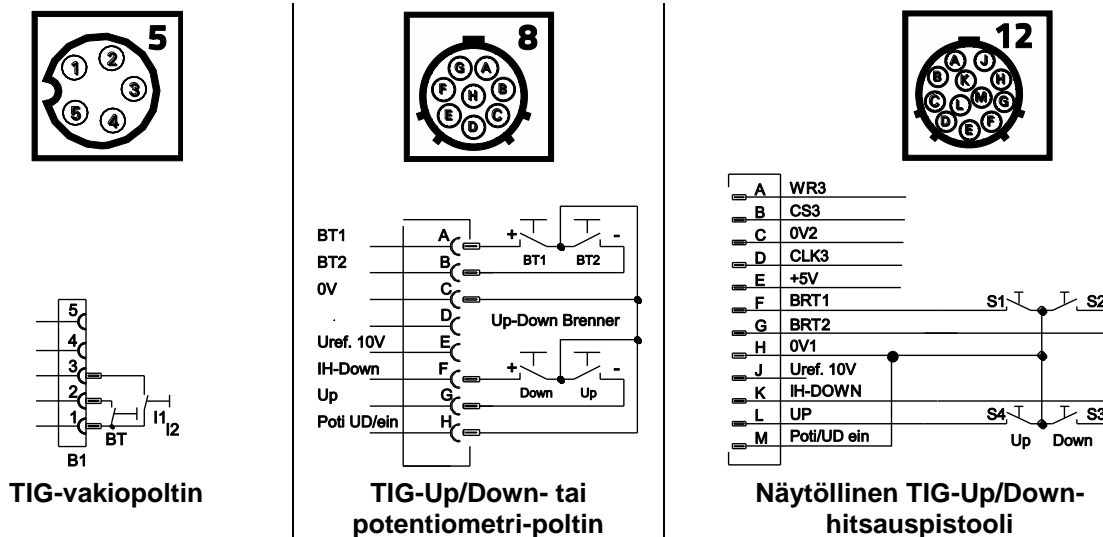 5
1
2
3
4
5
5
4
3
2
1
BT
I1
I2
B1
TIG-vakiopoltin
8
G A
F H B
E C
D
BT1 A + BT1 BT2 -
BT2 B
0V C
D Up-Down Brenner
Uref. 10V E
IH-Down F + Down Up -
Up G
Poti UD/ein H
TIG-Up/Down- tai
potentiometri-poltin
12
A J
B K H
C L M G
D E F
A WR3
B CS3
C 0V2
D CLK3
E +5V
F BRT1 S1 S2
G BRT2
H 0V1
J Uref. 10V
K IH-DOWN
L UP S4 S3
M Poti/UD ein Up Down
Näytöllinen TIG-Up/Down-
hitsauspistooli